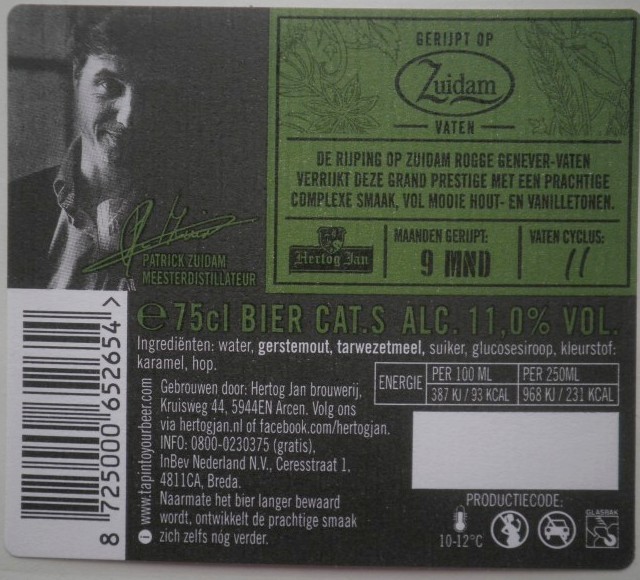 GERIJPT OP
Zuidam
VATEN
DE RIJPING OP ZUIDAM ROGGE GENEVER-VATEN
VERRIJKT DEZE GRAND PRESTIGE MET EEN PRACHTIGE
COMPLEXE SMAAK, VOL MOOIE HOUT- EN VANILLETONEN.
PATRICK ZUIDAM
MEESTERDISTILLATEUR
Hertog Jan
MAANDEN GERIJPT:
9 MND
VATEN CYCLUS:
//
e 75cl BIER CAT.S ALC. 11,0% VOL.
Ingrediënten: water, gerstemout, tarwezetmeel, suiker, glucosesiroop, kleurstof:
karamel, hop.
ENERGIE PER 100 ML PER 250ML
387 KJ / 93 KCAL 968 KJ / 231 KCAL
Gebrouwen door: Hertog Jan brouwerij,
Kruisweg 44, 5944EN Arcen. Volg ons
via hertogjan.nl of facebook.com/hertogjan.
INFO: 0800-0230375 (gratis).
InBev Nederland N.V., Ceresstraat 1,
4811CA, Breda.
Naarmate het bier langer bewaard
wordt, ontwikkelt de prachtige smaak
zich zelfs nóg verder.
www.tapintoyourbeer.com
8 725000 652654 >
PRODUCTIECODE:
10-12°C
GLASBAK